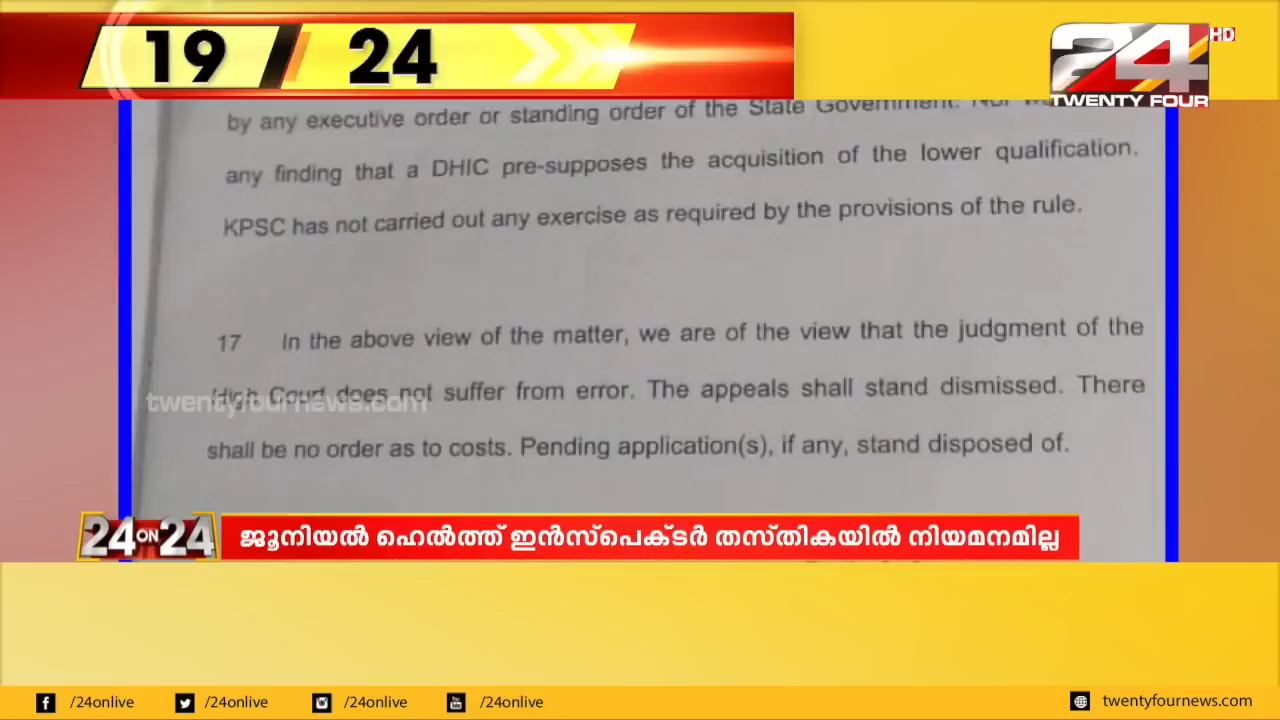 19
24
24 HD
TWENTY FOUR
by any executive order or standing order of the State Government. Nor
any finding that a DHIC pre-supposes the acquisition of the lower qualification.
KPSC has not carried out any exercise as required by the provisions of the rule.
17 In the above view of the matter, we are of the view that the judgment of the
High Court does not suffer from error. The appeals shall stand dismissed. There
twentyfournews.com
shall be no order as to costs. Pending application(s), if any, stand disposed of.
24 ON 24
ജൂനിയൽ ഹെൽത്ത് ഇൻസ്പെക്ടർ തസ്തികയിൽ നിയമനമില്ല
/24onlive
/24onlive
/24onlive
/24onlive
twentyfournews.com